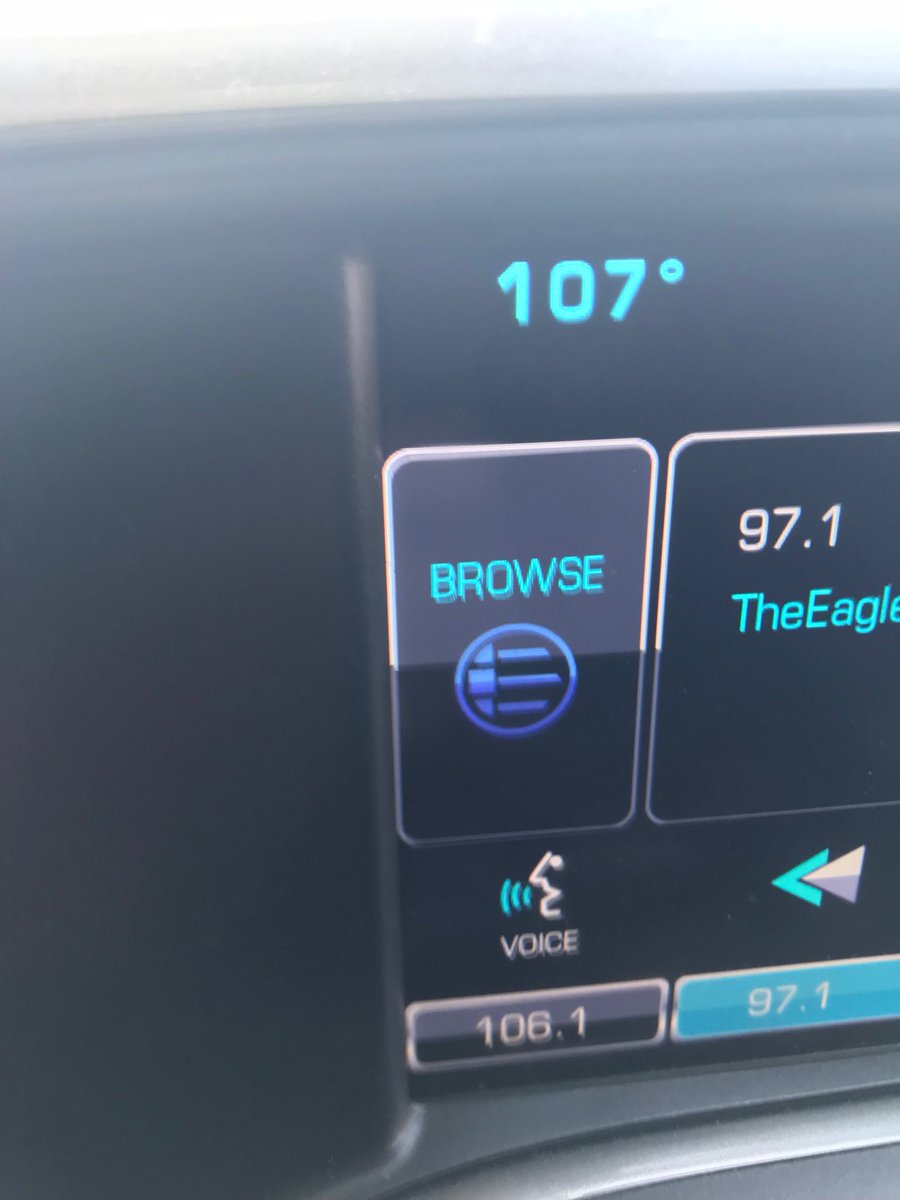 107°
BROWSE
97.1
TheEagle
VOICE
106.1
97.1